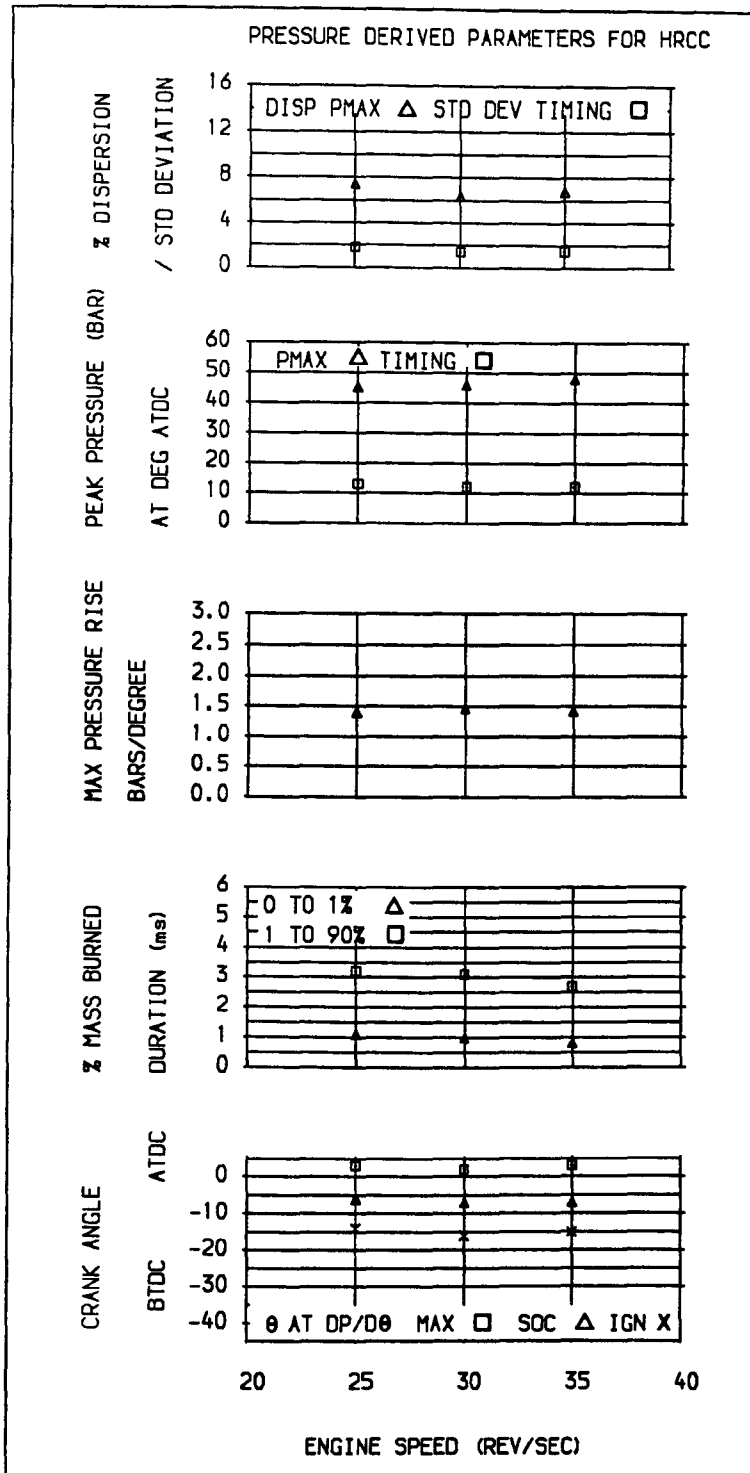 PRESSURE DERIVED PARAMETERS FOR HRCC
% DISPERSION
/ STD DEVIATION
16
12
8
4
0
DISP PMAX △ STD DEV TIMING □
PEAK PRESSURE (BAR)
AT DEG ATDC
60
50
40
30
20
10
0
PMAX △ TIMING □
MAX PRESSURE RISE
BARS/DEGREE
3.0
2.5
2.0
1.5
1.0
0.5
0.0
% MASS BURNED
DURATION (ms)
6
5
4
3
2
1
0
0 TO 1% △
1 TO 90% □
CRANK ANGLE
BTDC ATDC
0
-10
-20
-30
-40
θ AT DP/Dθ MAX □ SOC △ IGN X
20 25 30 35 40
ENGINE SPEED (REV/SEC)